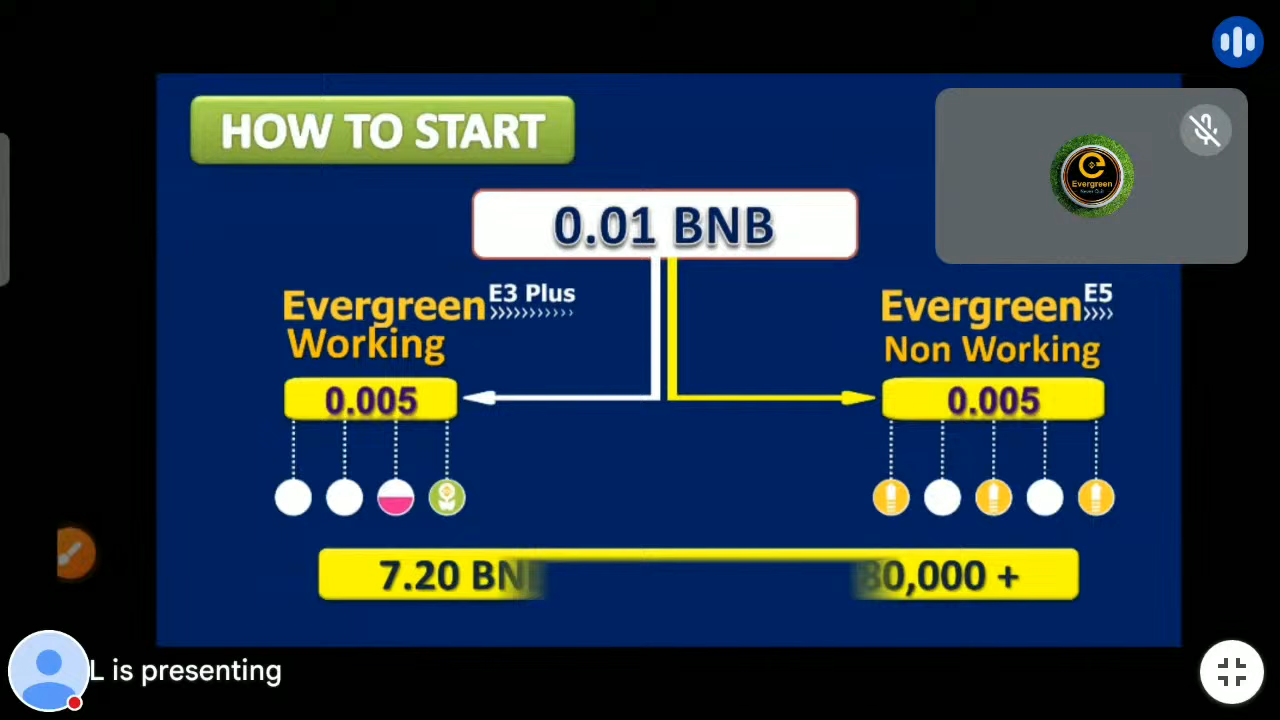 HOW TO START
0.01 BNB
Evergreen E3 Plus
Working
0.005
Evergreen E5
Non Working
0.005
7.20 0,000 +
e
Evergreen
L is presenting